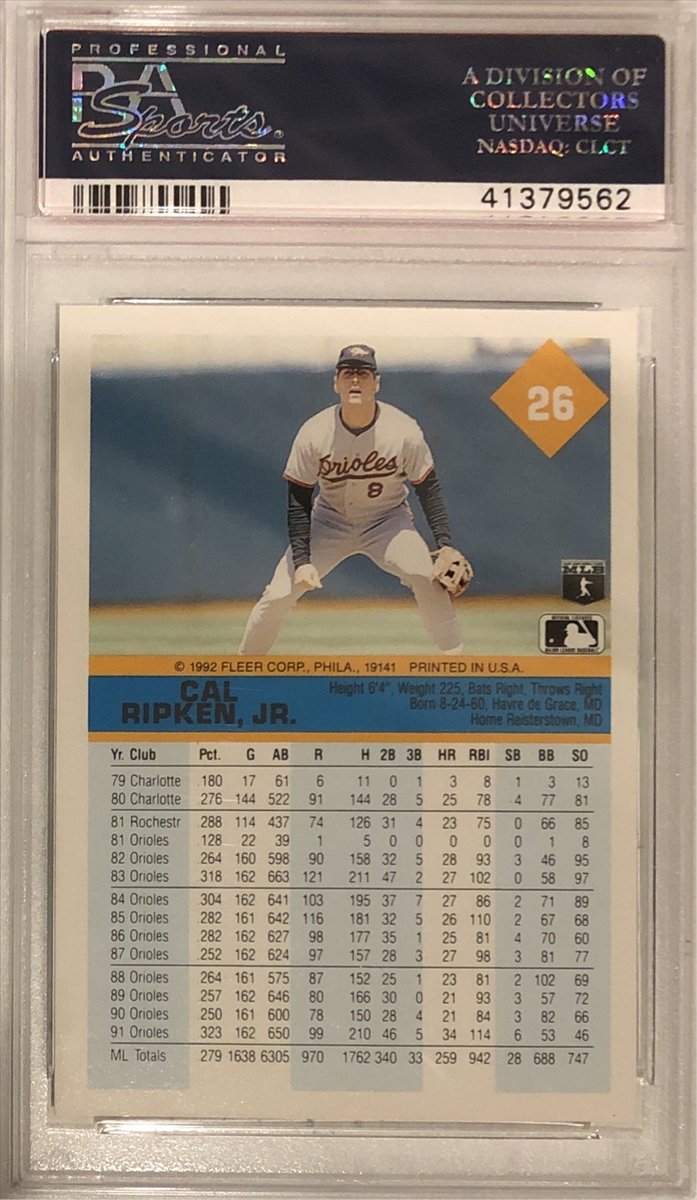 PROFESSIONAL
PSA
Sports
AUTHENTICATOR
A DIVISION OF
COLLECTORS
UNIVERSE
NASDAQ: CLCT
41379562
26
Orioles
8
MLB
OFFICIAL LICENSEE
MAJOR LEAGUE BASEBALL
© 1992 FLEER CORP., PHILA., 19141 PRINTED IN U.S.A.
CAL
RIPKEN, JR.
Height 6'4", Weight 225, Bats Right, Throws Right
Born 8-24-60, Havre de Grace, MD
Home Reisterstown, MD
Yr. Club Pct. G AB R H 2B 3B HR RBI SB BB SO
79 Charlotte .180 17 61 6 11 0 1 3 8 1 3 13
80 Charlotte .276 144 522 91 144 28 5 25 78 4 77 81
81 Rochestr .288 114 437 74 126 31 4 23 75 0 66 85
81 Orioles .128 22 39 1 5 0 0 0 0 0 1 8
82 Orioles .264 160 598 90 158 32 5 28 93 3 46 95
83 Orioles .318 162 663 121 211 47 2 27 102 0 58 97
84 Orioles .304 162 641 103 195 37 7 27 86 2 71 89
85 Orioles .282 161 642 116 181 32 5 26 110 2 67 68
86 Orioles .282 162 627 98 177 35 1 25 81 4 70 60
87 Orioles .252 162 624 97 157 28 3 27 98 3 81 77
88 Orioles .264 161 575 87 152 25 1 23 81 2 102 69
89 Orioles .257 162 646 80 166 30 0 21 93 3 57 72
90 Orioles .250 161 600 78 150 28 4 21 84 3 82 66
91 Orioles .323 162 650 99 210 46 5 34 114 6 53 46
ML Totals .279 1638 6305 970 1762 340 33 259 942 28 688 747